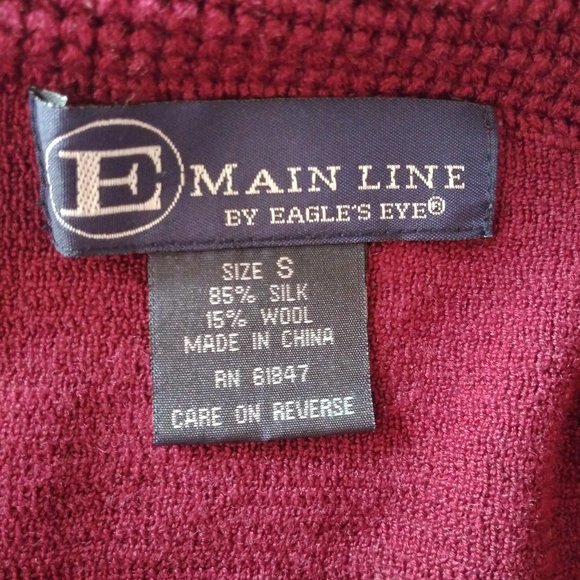 E MAIN LINE
BY EAGLE'S EYE®
SIZE S
85% SILK
15% WOOL
MADE IN CHINA
RN 61847
CARE ON REVERSE